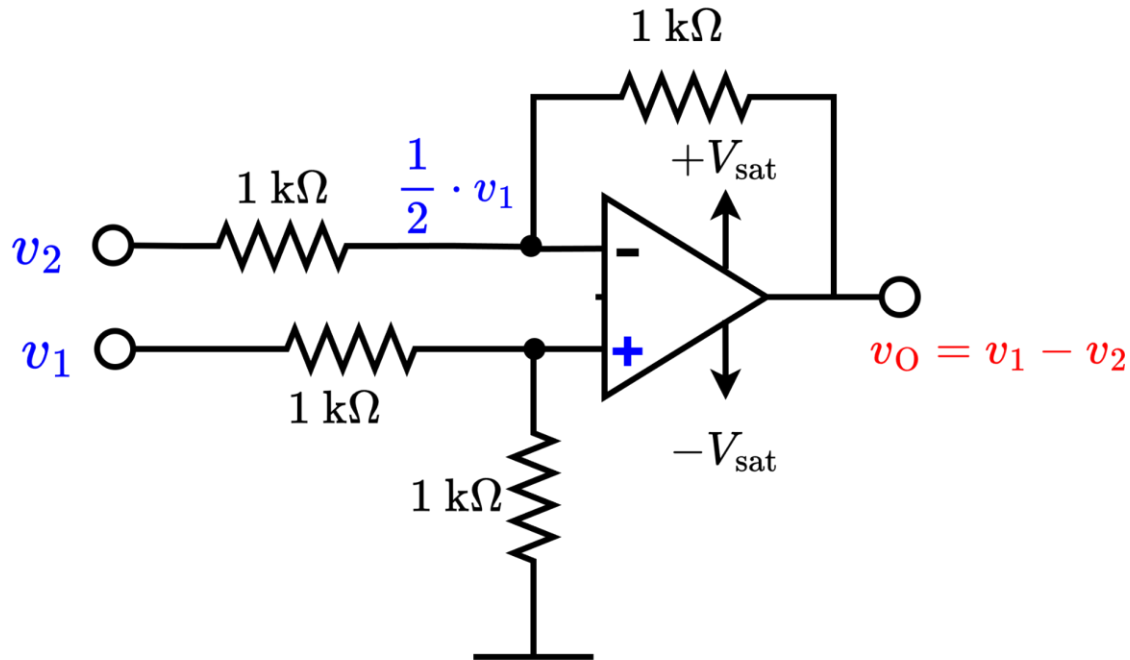 1 kΩ
+V_sat
1/2 · v_1
1 kΩ
v_2
-
v_1
+
v_O = v_1 − v_2
1 kΩ
−V_sat
1 kΩ